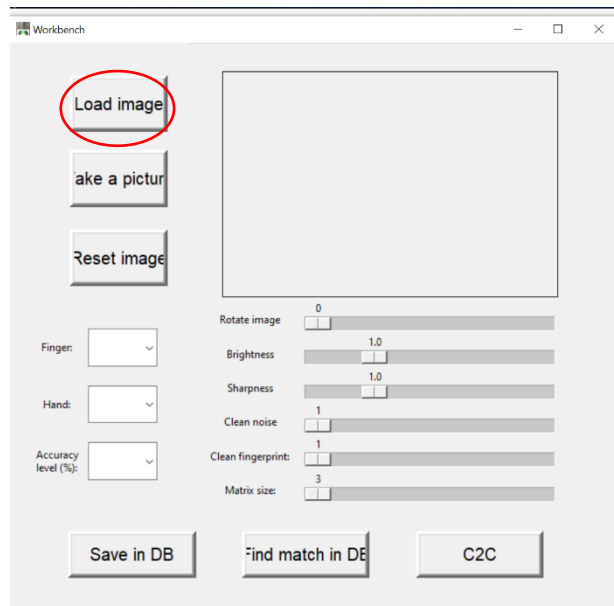 Workbench
Load image
ake a pictur
Reset image
0
Rotate image
1.0
Finger:
Brightness
1.0
Sharpness
Hand:
1
Clean noise
1
Accuracy
level (%):
Clean fingerprint:
3
Matrix size:
Save in DB
Find match in DE
C2C